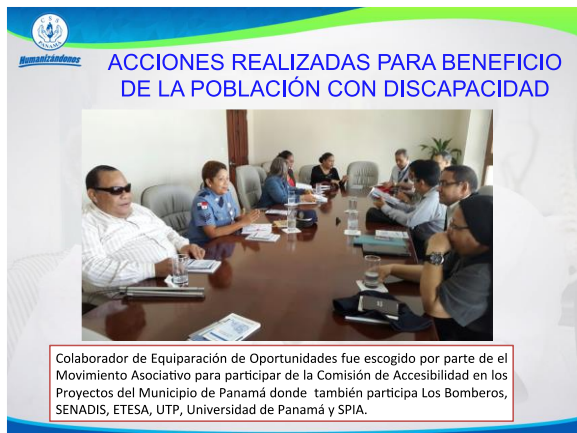 CSS
PANAMÁ
Humanizándonos
ACCIONES REALIZADAS PARA BENEFICIO
DE LA POBLACIÓN CON DISCAPACIDAD
Colaborador de Equiparación de Oportunidades fue escogido por parte de el
Movimiento Asociativo para participar de la Comisión de Accesibilidad en los
Proyectos del Municipio de Panamá donde también participa Los Bomberos,
SENADIS, ETESA, UTP, Universidad de Panamá y SPIA.